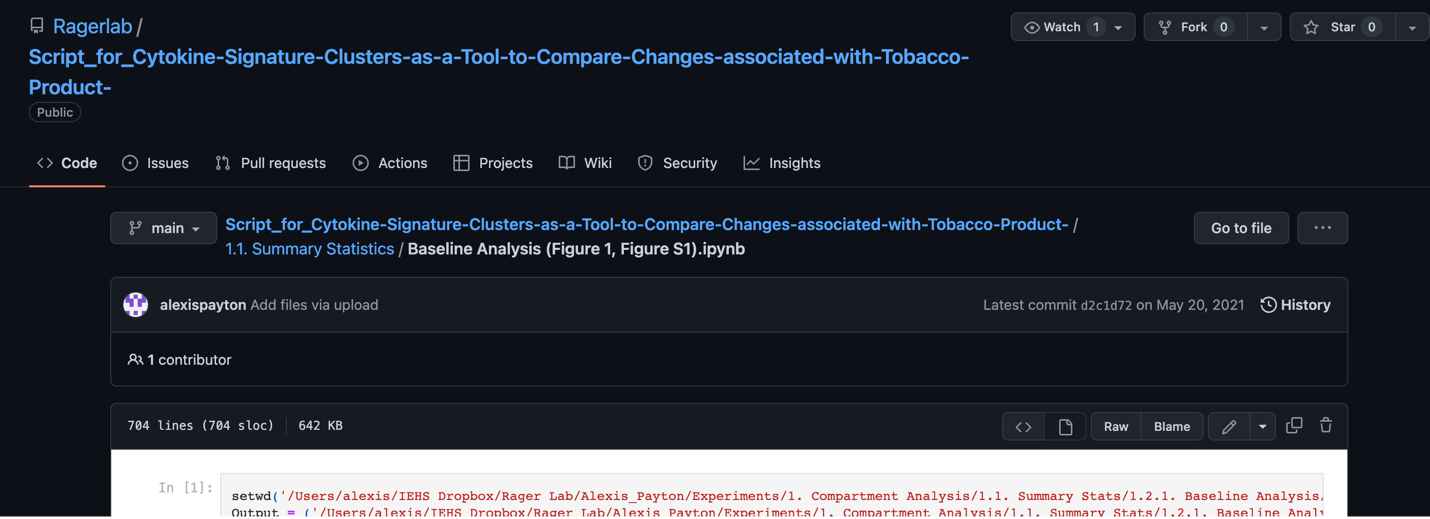 Ragerlab /
Script_for_Cytokine-Signature-Clusters-as-a-Tool-to-Compare-Changes-associated-with-Tobacco-
Product-
Public
Watch 1
Fork 0
Star 0
Code
Issues
Pull requests
Actions
Projects
Wiki
Security
Insights
main
Script_for_Cytokine-Signature-Clusters-as-a-Tool-to-Compare-Changes-associated-with-Tobacco-Product- /
1.1. Summary Statistics / Baseline Analysis (Figure 1, Figure S1).ipynb
Go to file
...
alexispayton Add files via upload
Latest commit d2c1d72 on May 20, 2021
History
1 contributor
704 lines (704 sloc)
642 KB
Raw
Blame
In [1]:
setwd('/Users/alexis/IEHS Dropbox/Rager Lab/Alexis_Payton/Experiments/1. Compartment Analysis/1.1. Summary Stats/1.2.1. Baseline Analysis/
Output = ('/Users/alexis/IEHS Dropbox/Rager Lab/Alexis_Payton/Experiments/1. Compartment Analysis/1.1. Summary Stats/1.2.1. Baseline Analy